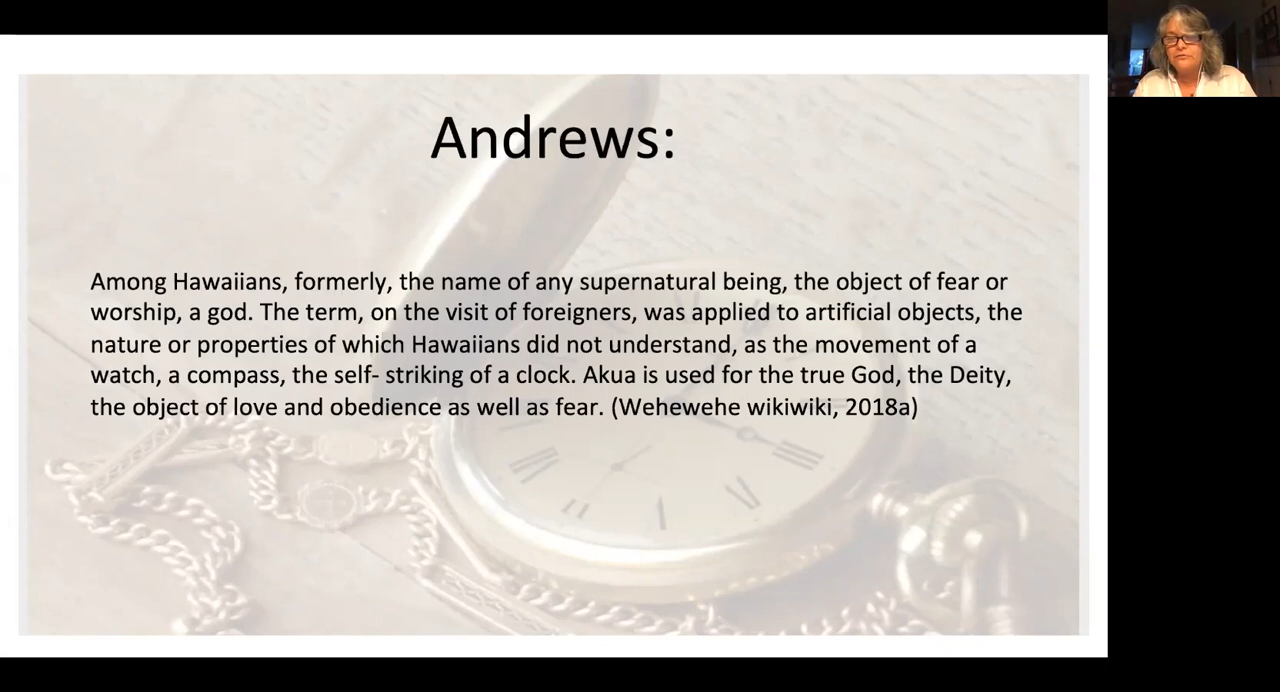 Andrews:
Among Hawaiians, formerly, the name of any supernatural being, the object of fear or
worship, a god. The term, on the visit of foreigners, was applied to artificial objects, the
nature or properties of which Hawaiians did not understand, as the movement of a
watch, a compass, the self- striking of a clock. Akua is used for the true God, the Deity,
the object of love and obedience as well as fear. (Wehewehe wikiwiki, 2018a)